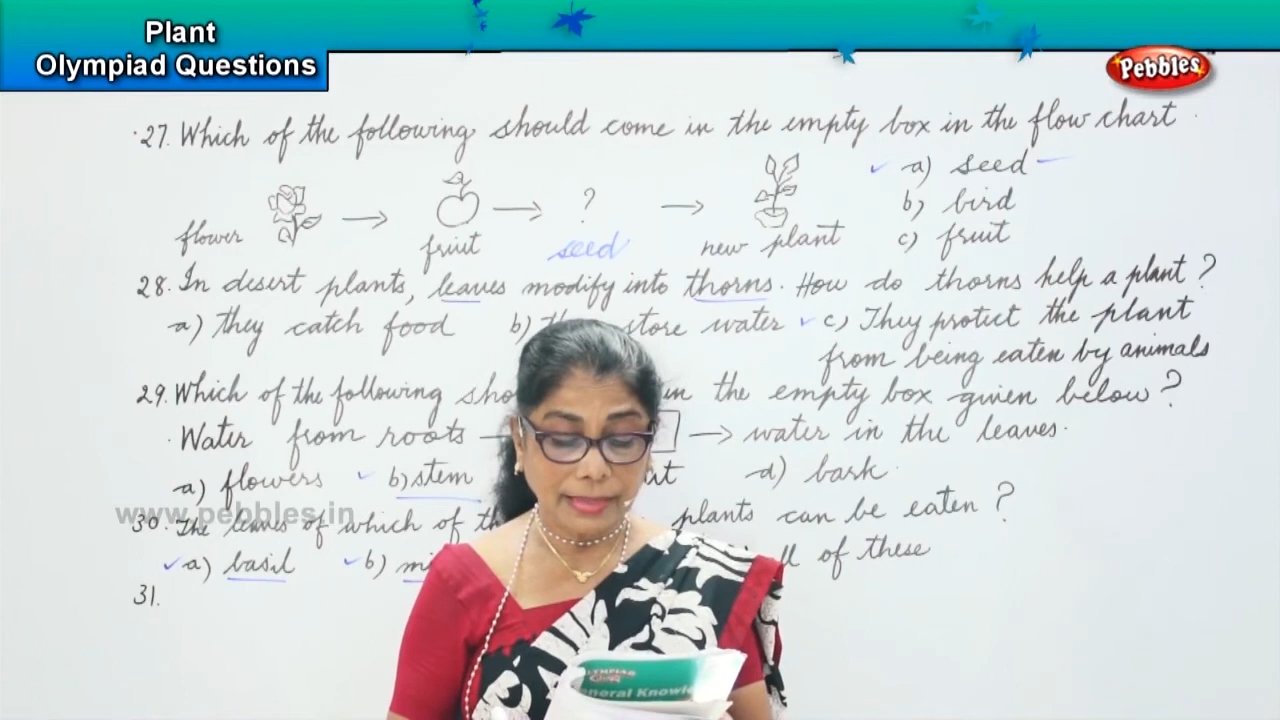 Plant
Olympiad Questions
Pebbles
27. Which of the following should come in the empty box in the flow chart
a) seed
b) bird
flower fruit seed new plant c) fruit
?
28. In desert plants, leaves modify into thorns. How do thorns help a plant?
a) they catch food b) store water c) They protect the plant
from being eaten by animals
29. Which of the following in the empty box given below?
Water from roots water in the leaves.
a) flowers b) stem d) bark
www.pebbles.in
30. The leaves of which of plants can be eaten?
a) basil b) of these
31.
OLYMPIAD
General